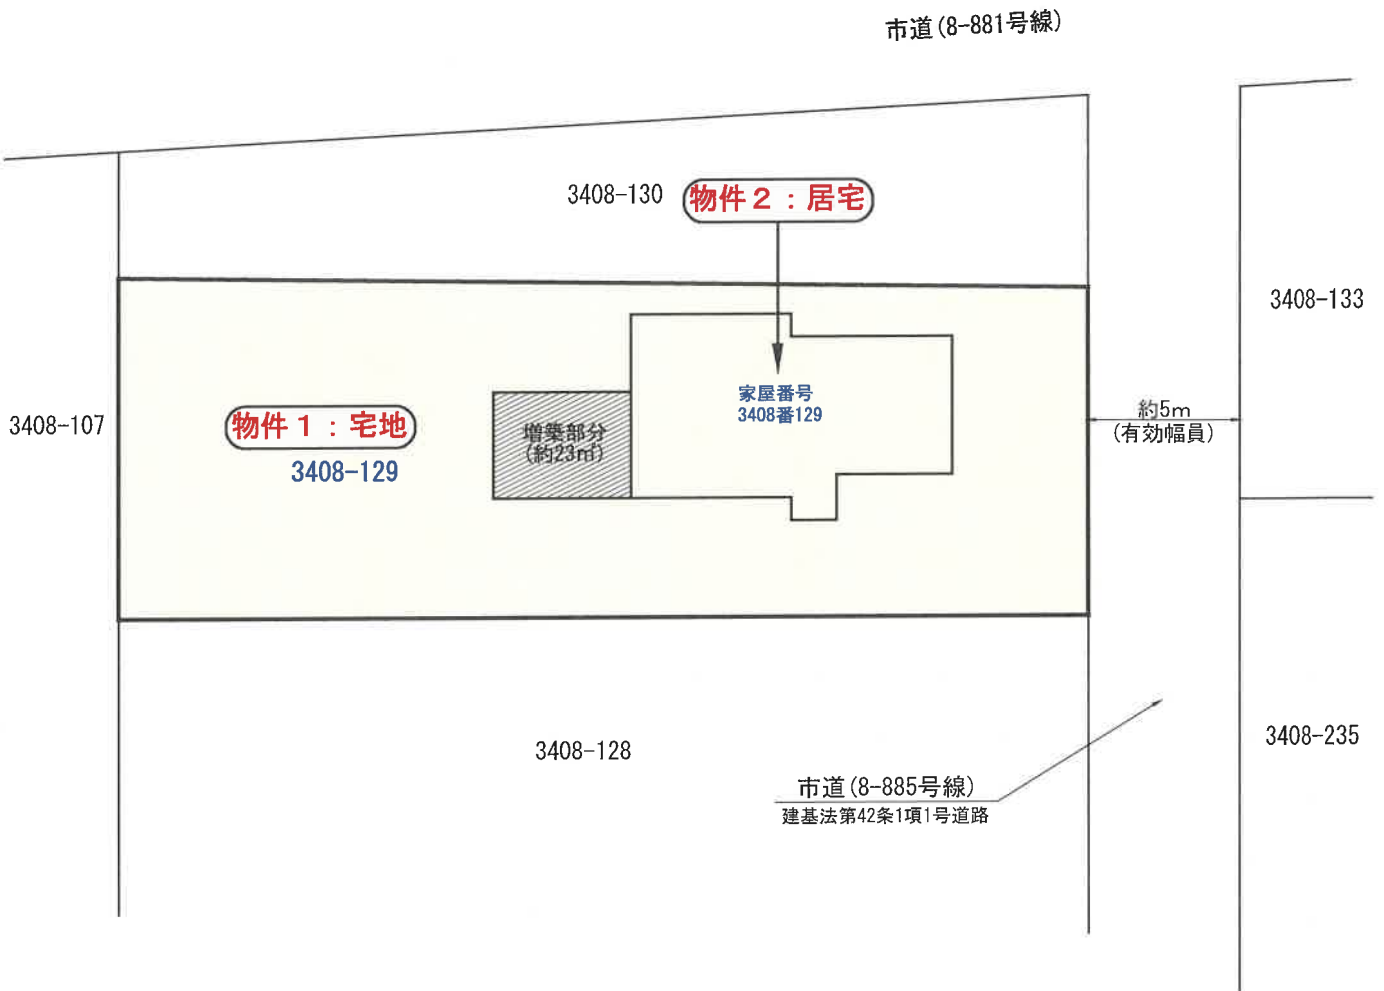 市道(8-881号線)
3408-130
物件２：居宅
3408-133
家屋番号
3408番129
3408-107
物件１：宅地
3408-129
増築部分
(約23㎡)
約5m
(有効幅員)
3408-128
3408-235
市道(8-885号線)
建基法第42条1項1号道路